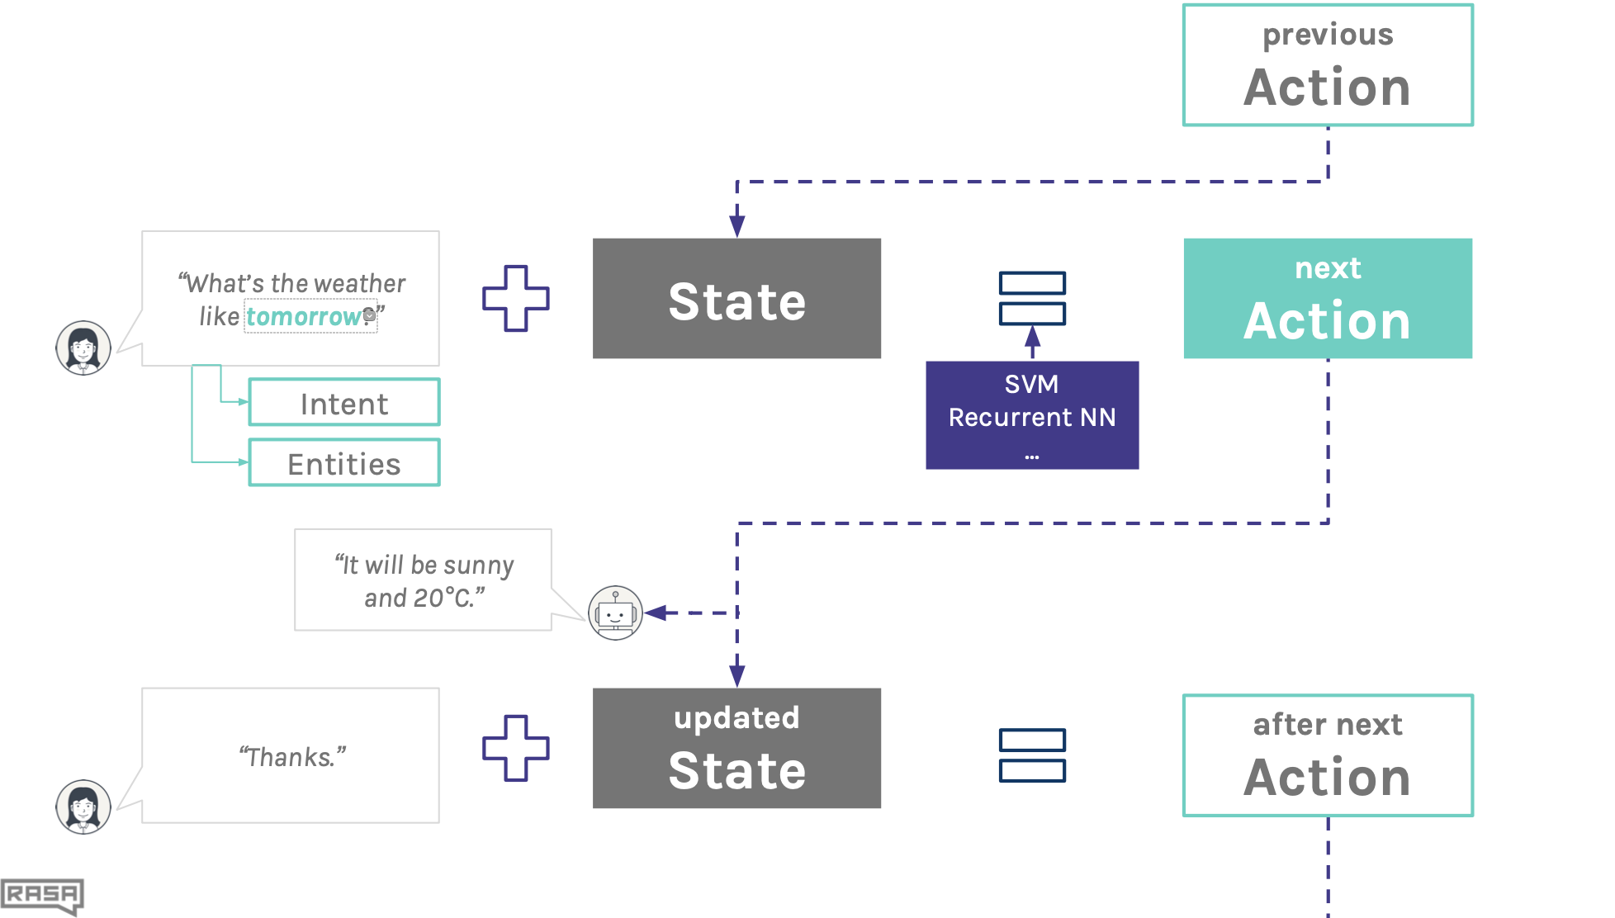 previous
Action
“What’s the weather
like tomorrow?”
State
next
Action
SVM
Recurrent NN
...
Intent
Entities
“It will be sunny
and 20°C.”
“Thanks.”
updated
State
after next
Action
RASA